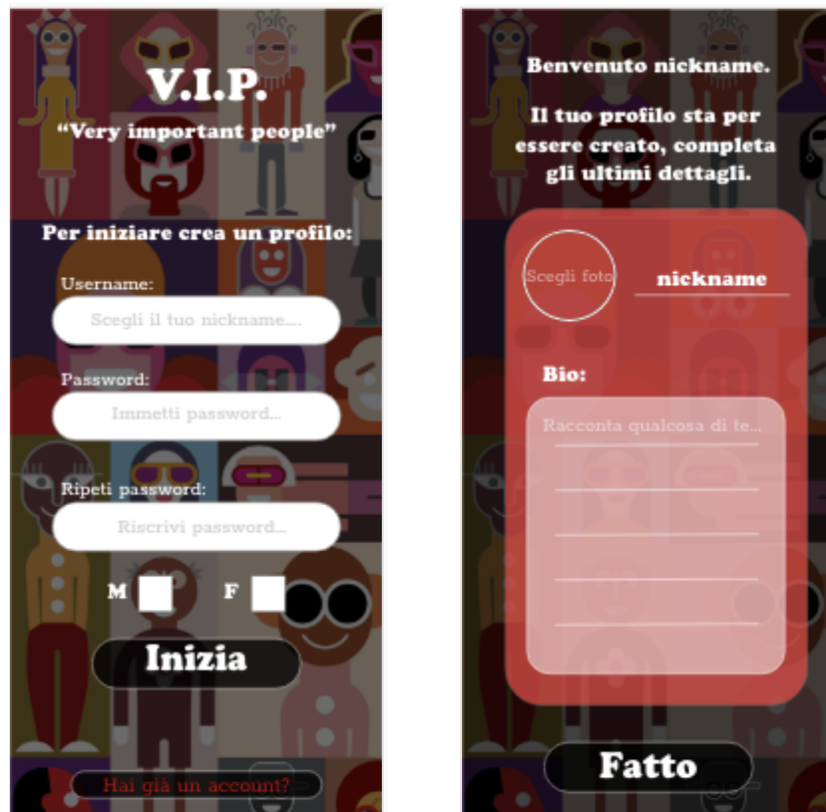 V.I.P.
“Very important people”
Per iniziare crea un profilo:
Username:
Scegli il tuo nickname....
Password:
Immetti password...
Ripeti password:
Riscrivi password...
M F
Inizia
Hai già un account?
Benvenuto nickname.
Il tuo profilo sta per
essere creato, completa
gli ultimi dettagli.
Scegli foto
nickname
Bio:
Racconta qualcosa di te...
Fatto